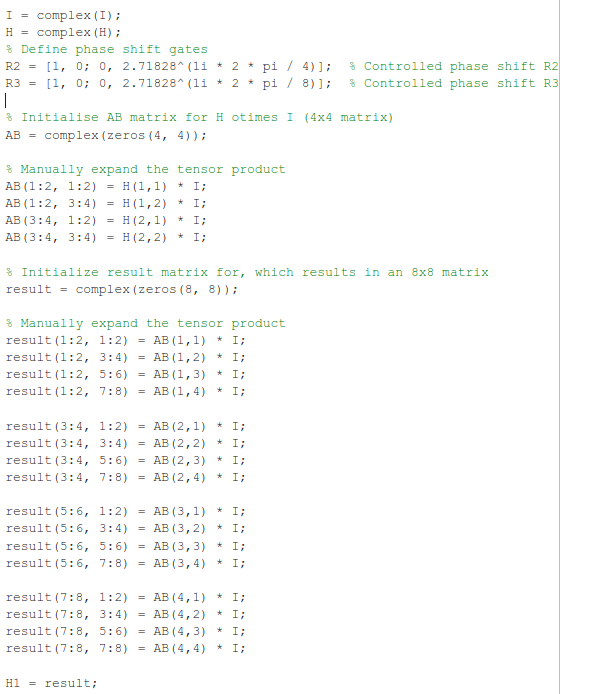 I = complex(I);
H = complex(H);
% Define phase shift gates
R2 = [1, 0; 0, 2.71828^(1i * 2 * pi / 4)];  % Controlled phase shift R2
R3 = [1, 0; 0, 2.71828^(1i * 2 * pi / 8)];  % Controlled phase shift R3
% Initialise AB matrix for H otimes I (4x4 matrix)
AB = complex(zeros(4, 4));
% Manually expand the tensor product
AB(1:2, 1:2) = H(1,1) * I;
AB(1:2, 3:4) = H(1,2) * I;
AB(3:4, 1:2) = H(2,1) * I;
AB(3:4, 3:4) = H(2,2) * I;
% Initialize result matrix for, which results in an 8x8 matrix
result = complex(zeros(8, 8));
% Manually expand the tensor product
result(1:2, 1:2) = AB(1,1) * I;
result(1:2, 3:4) = AB(1,2) * I;
result(1:2, 5:6) = AB(1,3) * I;
result(1:2, 7:8) = AB(1,4) * I;
result(3:4, 1:2) = AB(2,1) * I;
result(3:4, 3:4) = AB(2,2) * I;
result(3:4, 5:6) = AB(2,3) * I;
result(3:4, 7:8) = AB(2,4) * I;
result(5:6, 1:2) = AB(3,1) * I;
result(5:6, 3:4) = AB(3,2) * I;
result(5:6, 5:6) = AB(3,3) * I;
result(5:6, 7:8) = AB(3,4) * I;
result(7:8, 1:2) = AB(4,1) * I;
result(7:8, 3:4) = AB(4,2) * I;
result(7:8, 5:6) = AB(4,3) * I;
result(7:8, 7:8) = AB(4,4) * I;
H1 = result;